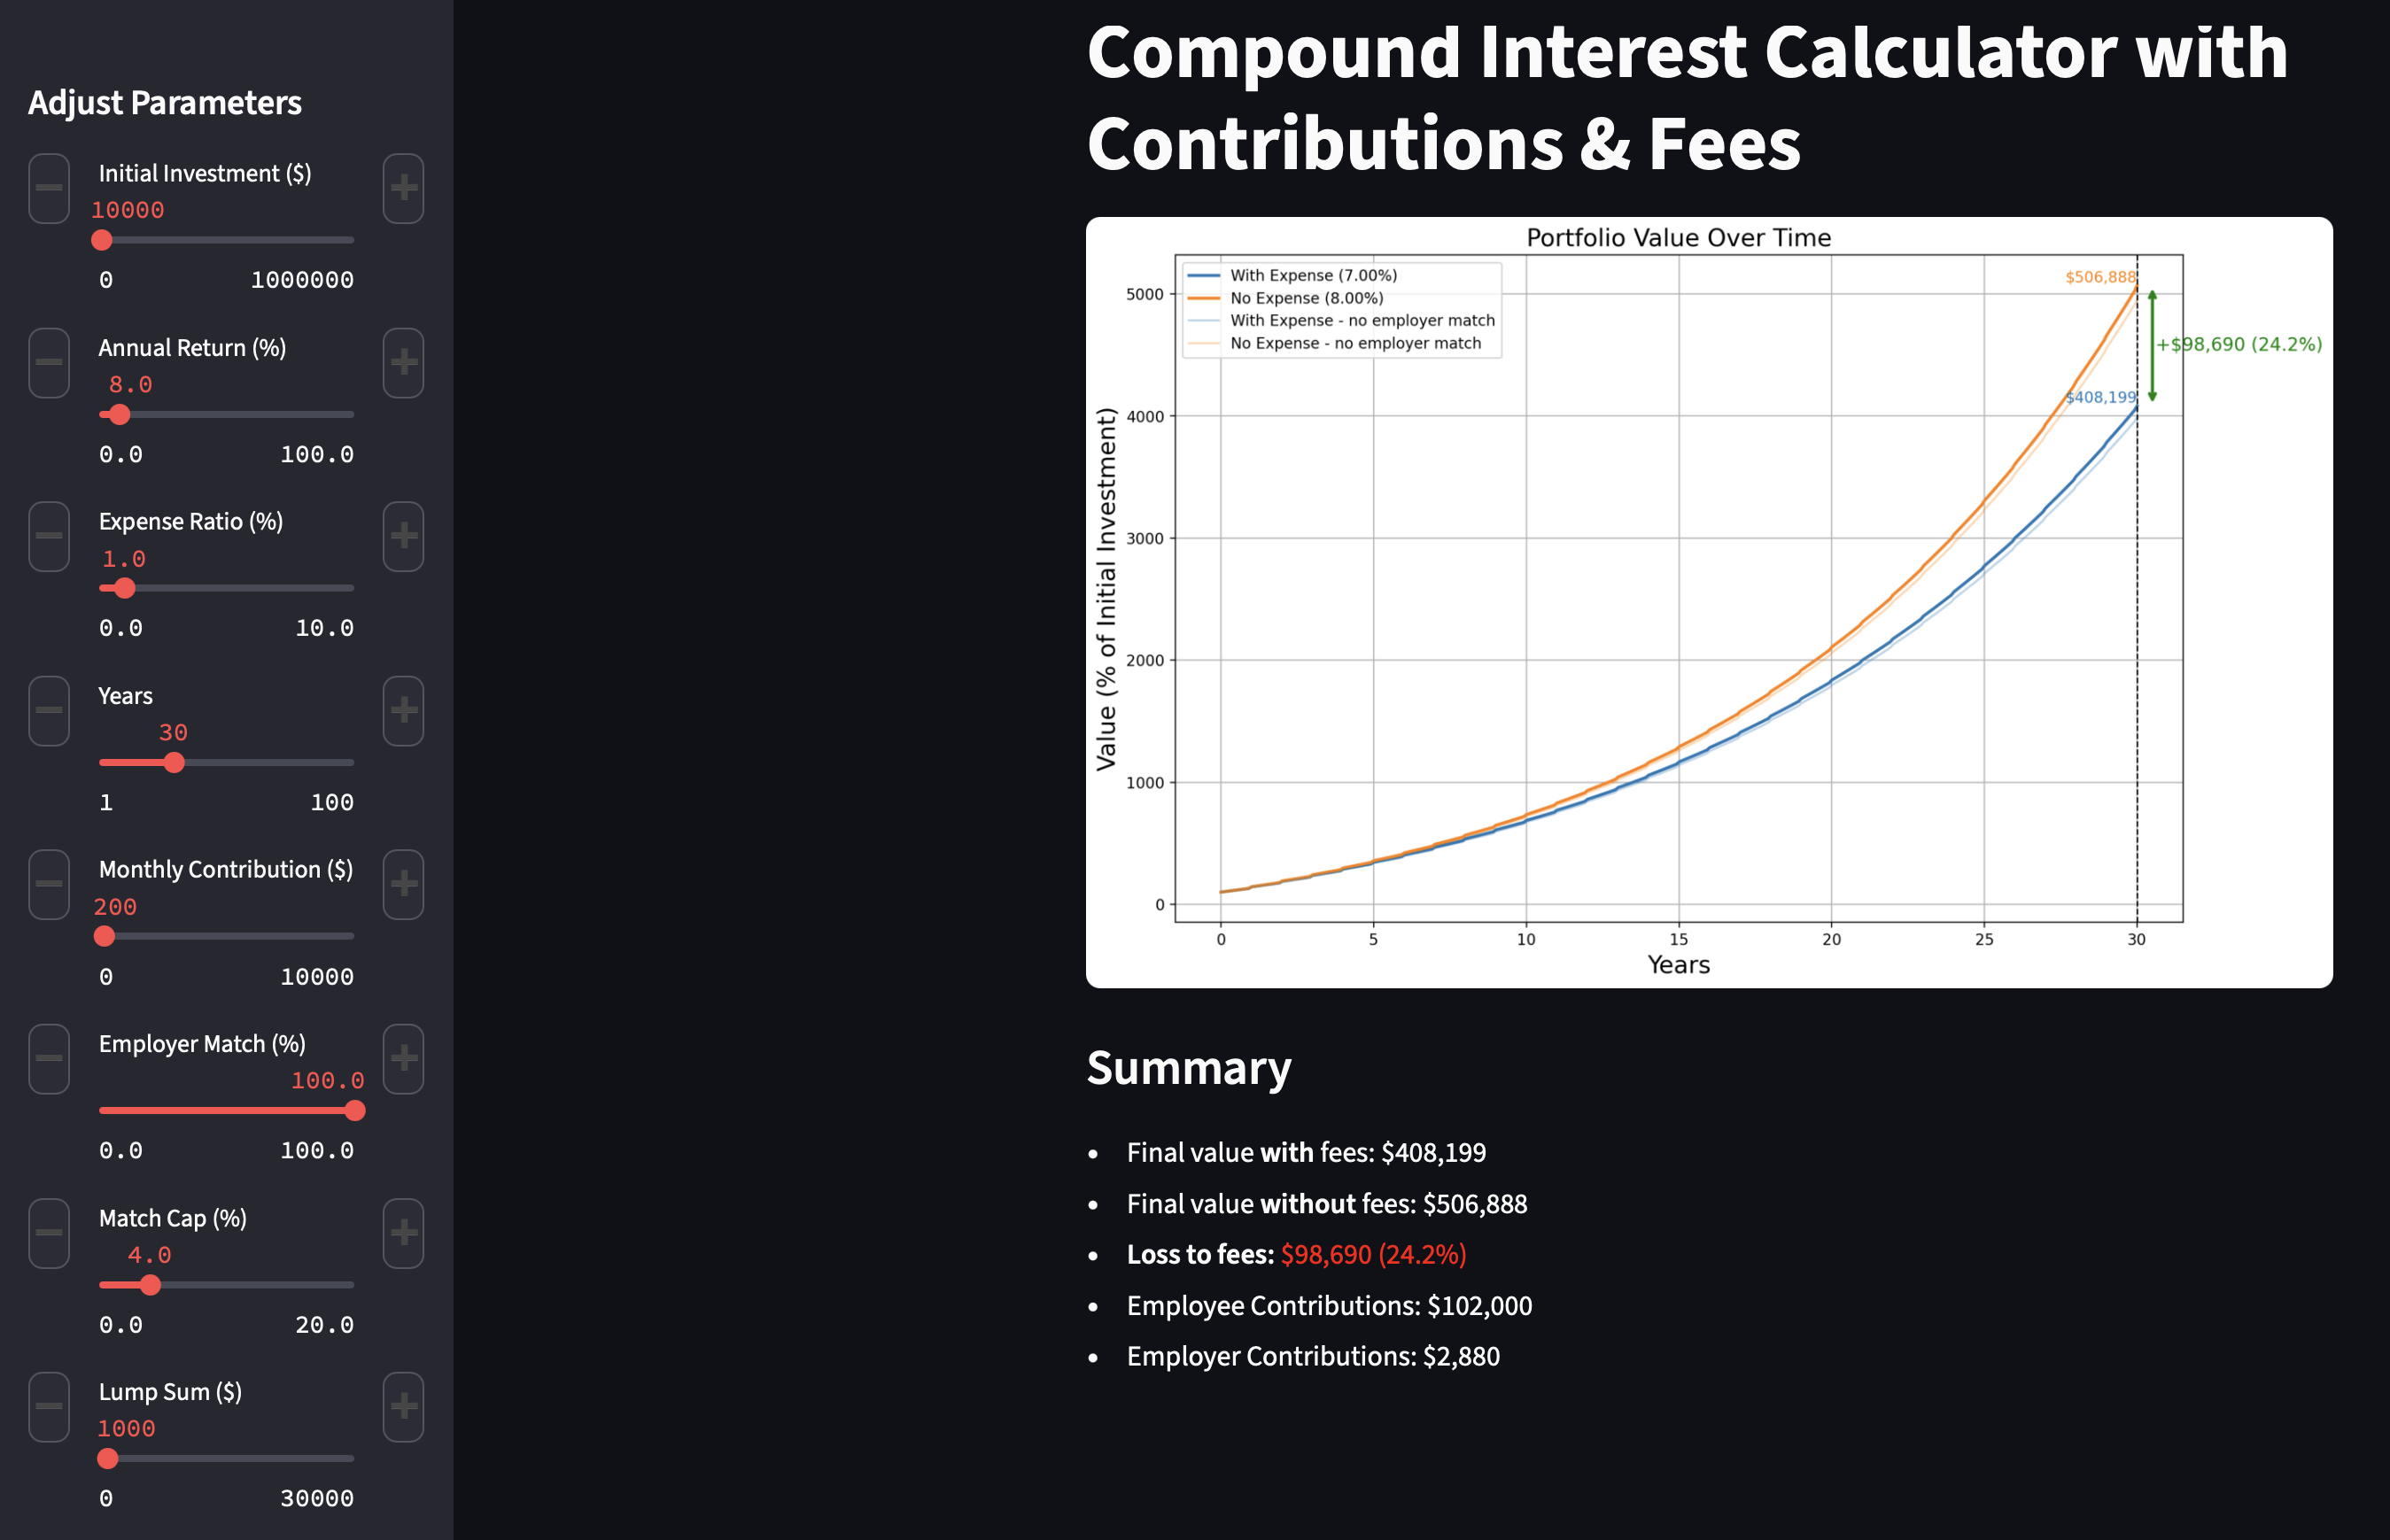 Adjust Parameters
Initial Investment ($)
10000
0 1000000
Annual Return (%)
8.0
0.0 100.0
Expense Ratio (%)
1.0
0.0 10.0
Years
30
1 100
Monthly Contribution ($)
200
0 10000
Employer Match (%)
100.0
0.0 100.0
Match Cap (%)
4.0
0.0 20.0
Lump Sum ($)
1000
0 30000
Compound Interest Calculator with
Contributions & Fees
Portfolio Value Over Time
With Expense (7.00%)
No Expense (8.00%)
With Expense - no employer match
No Expense - no employer match
$506,888
+$98,690 (24.2%)
$408,199
Value (% of Initial Investment)
5000
4000
3000
2000
1000
0
0 5 10 15 20 25 30
Years
Summary
• Final value with fees: $408,199
• Final value without fees: $506,888
• Loss to fees: $98,690 (24.2%)
• Employee Contributions: $102,000
• Employer Contributions: $2,880